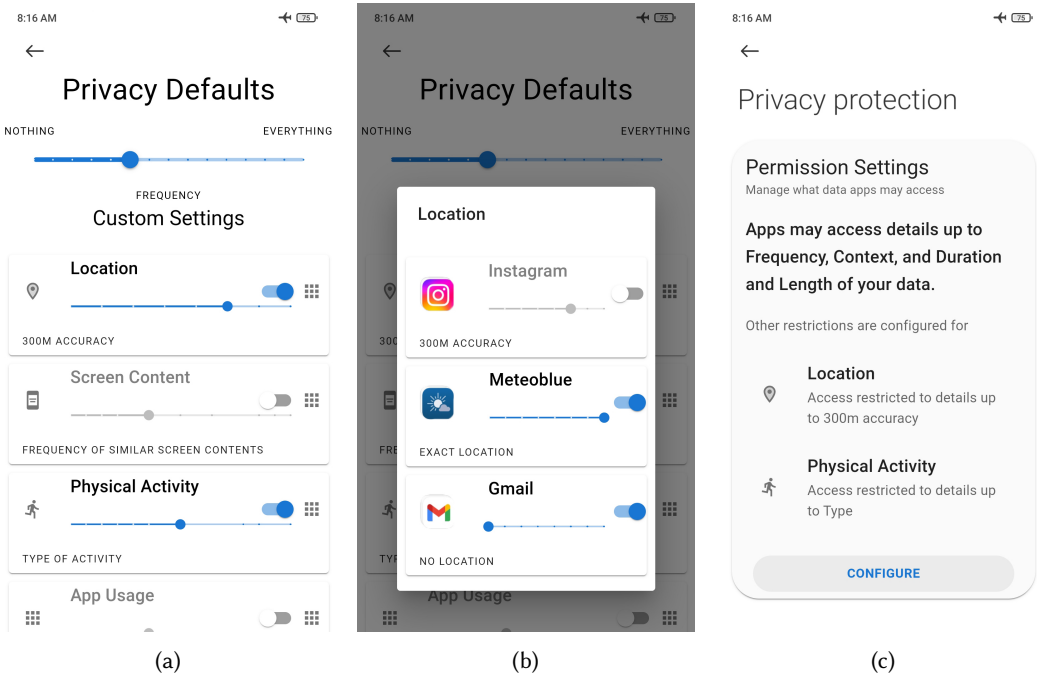 8:16 AM
75
Privacy Defaults
NOTHING
EVERYTHING
FREQUENCY
Custom Settings
Location
300M ACCURACY
Screen Content
FREQUENCY OF SIMILAR SCREEN CONTENTS
Physical Activity
TYPE OF ACTIVITY
App Usage
(a)
8:16 AM
75
Privacy Defaults
NOTHING
EVERYTHING
Location
Instagram
300M ACCURACY
Meteoblue
EXACT LOCATION
Gmail
NO LOCATION
300
FRE
TYP
App Usage
(b)
8:16 AM
75
Privacy protection
Permission Settings
Manage what data apps may access
Apps may access details up to
Frequency, Context, and Duration
and Length of your data.
Other restrictions are configured for
Location
Access restricted to details up
to 300m accuracy
Physical Activity
Access restricted to details up
to Type
CONFIGURE
(c)